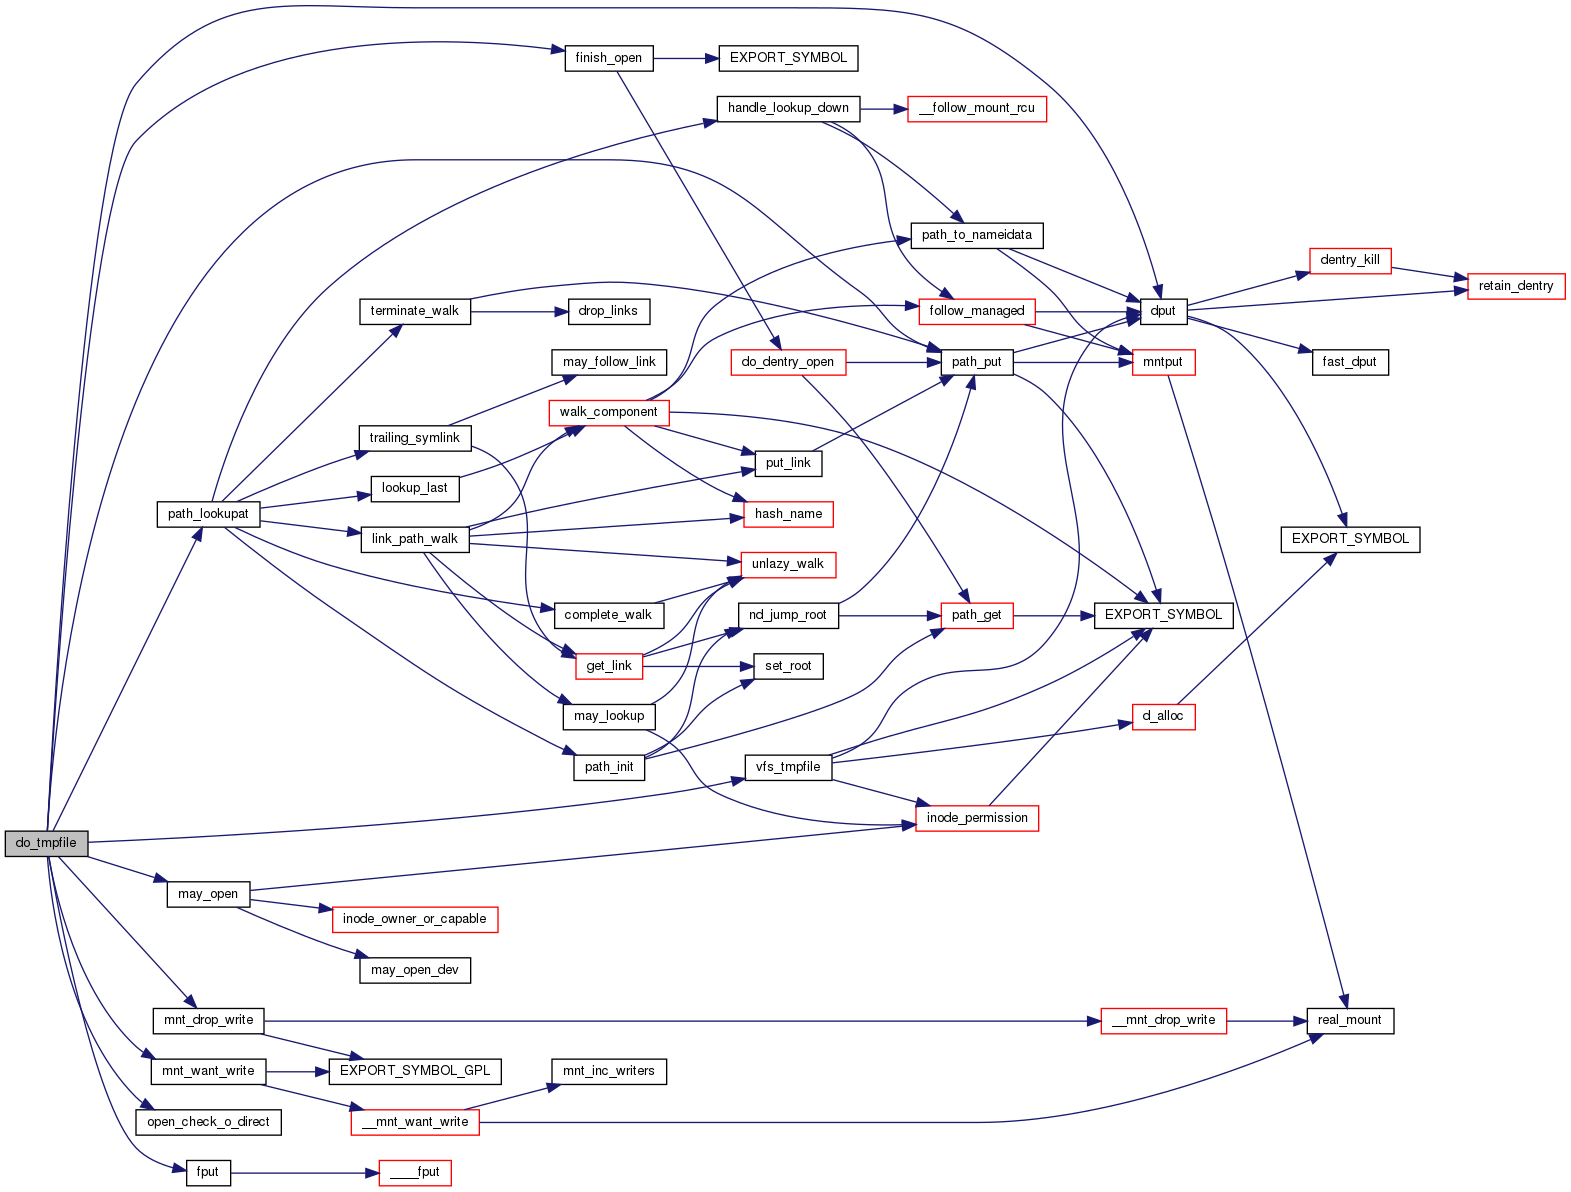 finish_open
EXPORT_SYMBOL
handle_lookup_down
__follow_mount_rcu
path_to_nameidata
dentry_kill
retain_dentry
terminate_walk
drop_links
follow_managed
dput
may_follow_link
do_dentry_open
path_put
mntput
fast_dput
walk_component
trailing_symlink
put_link
lookup_last
path_lookupat
hash_name
link_path_walk
EXPORT_SYMBOL
unlazy_walk
complete_walk
nd_jump_root
path_get
EXPORT_SYMBOL
get_link
set_root
may_lookup
d_alloc
path_init
vfs_tmpfile
inode_permission
do_tmpfile
may_open
inode_owner_or_capable
may_open_dev
mnt_drop_write
__mnt_drop_write
real_mount
mnt_want_write
EXPORT_SYMBOL_GPL
mnt_inc_writers
open_check_o_direct
__mnt_want_write
fput
____fput